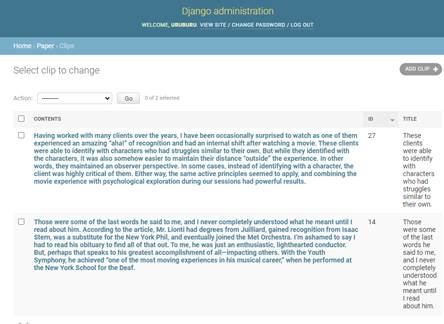 Django administration
WELCOME, URUBURU. VIEW SITE / CHANGE PASSWORD / LOG OUT
Home › Paper › Clips
Select clip to change
ADD CLIP +
Action: --------- Go 0 of 2 selected
CONTENTS ID TITLE
Having worked with many clients over the years, I have been occasionally surprised to watch as one of them
experienced an amazing "aha!" of recognition and had an internal shift after watching a movie. These clients
were able to identify with characters who had struggles similar to their own. But while they identified with
the characters, it was also somehow easier to maintain their distance "outside" the experience. In other
words, they maintained an observer perspective. In some cases, instead of identifying with a character, the
client was highly critical of them. Either way, the same active principles seemed to apply, and combining the
movie experience with psychological exploration during our sessions had powerful results.
27
These
clients
were able
to identify
with
characters
who had
struggles
similar to
their own.
Those were some of the last words he said to me, and I never completely understood what he meant until I
read about him. According to the article, Mr. Lionti had degrees from Juilliard, gained recognition from Isaac
Stern, was a substitute for the New York Phil, and eventually joined the Met Orchestra. I'm ashamed to say I
had to read his obituary to find all of that out. To me, he was just an enthusiastic, lighthearted conductor.
But, perhaps that speaks to his greatest accomplishment of all—impacting others. With the Youth
Symphony, he achieved "one of the most moving experiences in his musical career," when he performed at
the New York School for the Deaf.
14
Those
were some
of the last
words he
said to me,
and I never
completely
understood
what he
meant until
I read
about him.